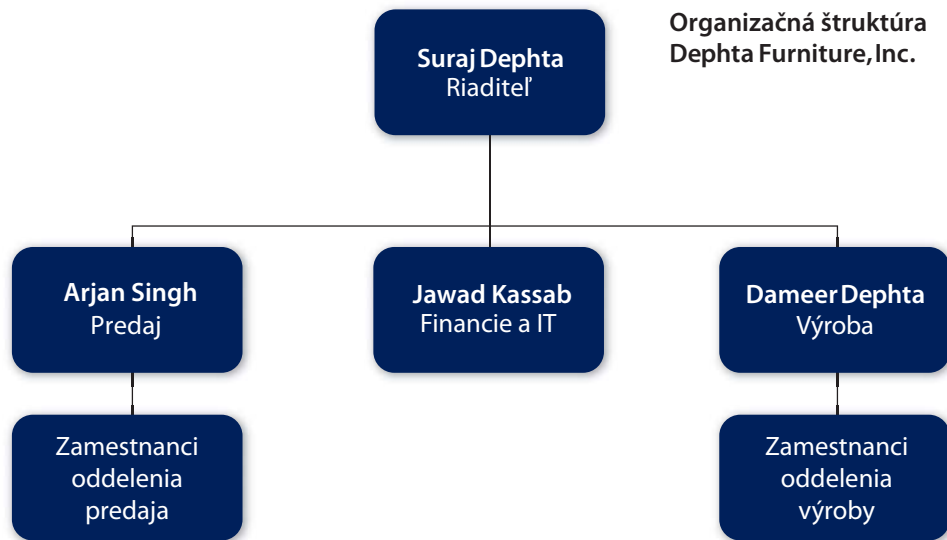 Organizačná štruktúra
Dephta Furniture, Inc.
Suraj Dephta
Riaditeľ
Arjan Singh
Predaj
Jawad Kassab
Financie a IT
Dameer Dephta
Výroba
Zamestnanci
oddelenia
predaja
Zamestnanci
oddelenia
výroby